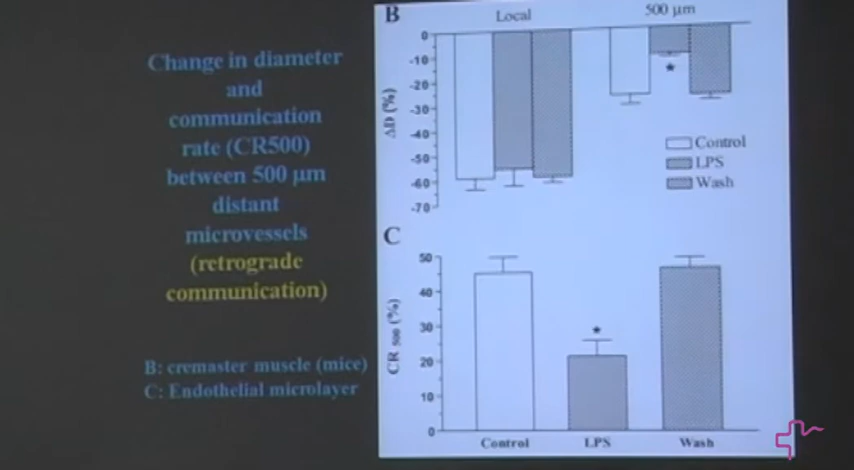 Change in diameter
and
communication
rate (CR500)
between 500 µm
distant
microvessels
(retrograde
communication)
B: cremaster muscle (mice)
C: Endothelial microlayer
B
Local
500 µm
0
-10
-20
-30
-40
-50
-60
-70
ΔD (%)
*
Control
LPS
Wash
C
50
40
30
20
10
0
CR 500 (%)
*
Control
LPS
Wash